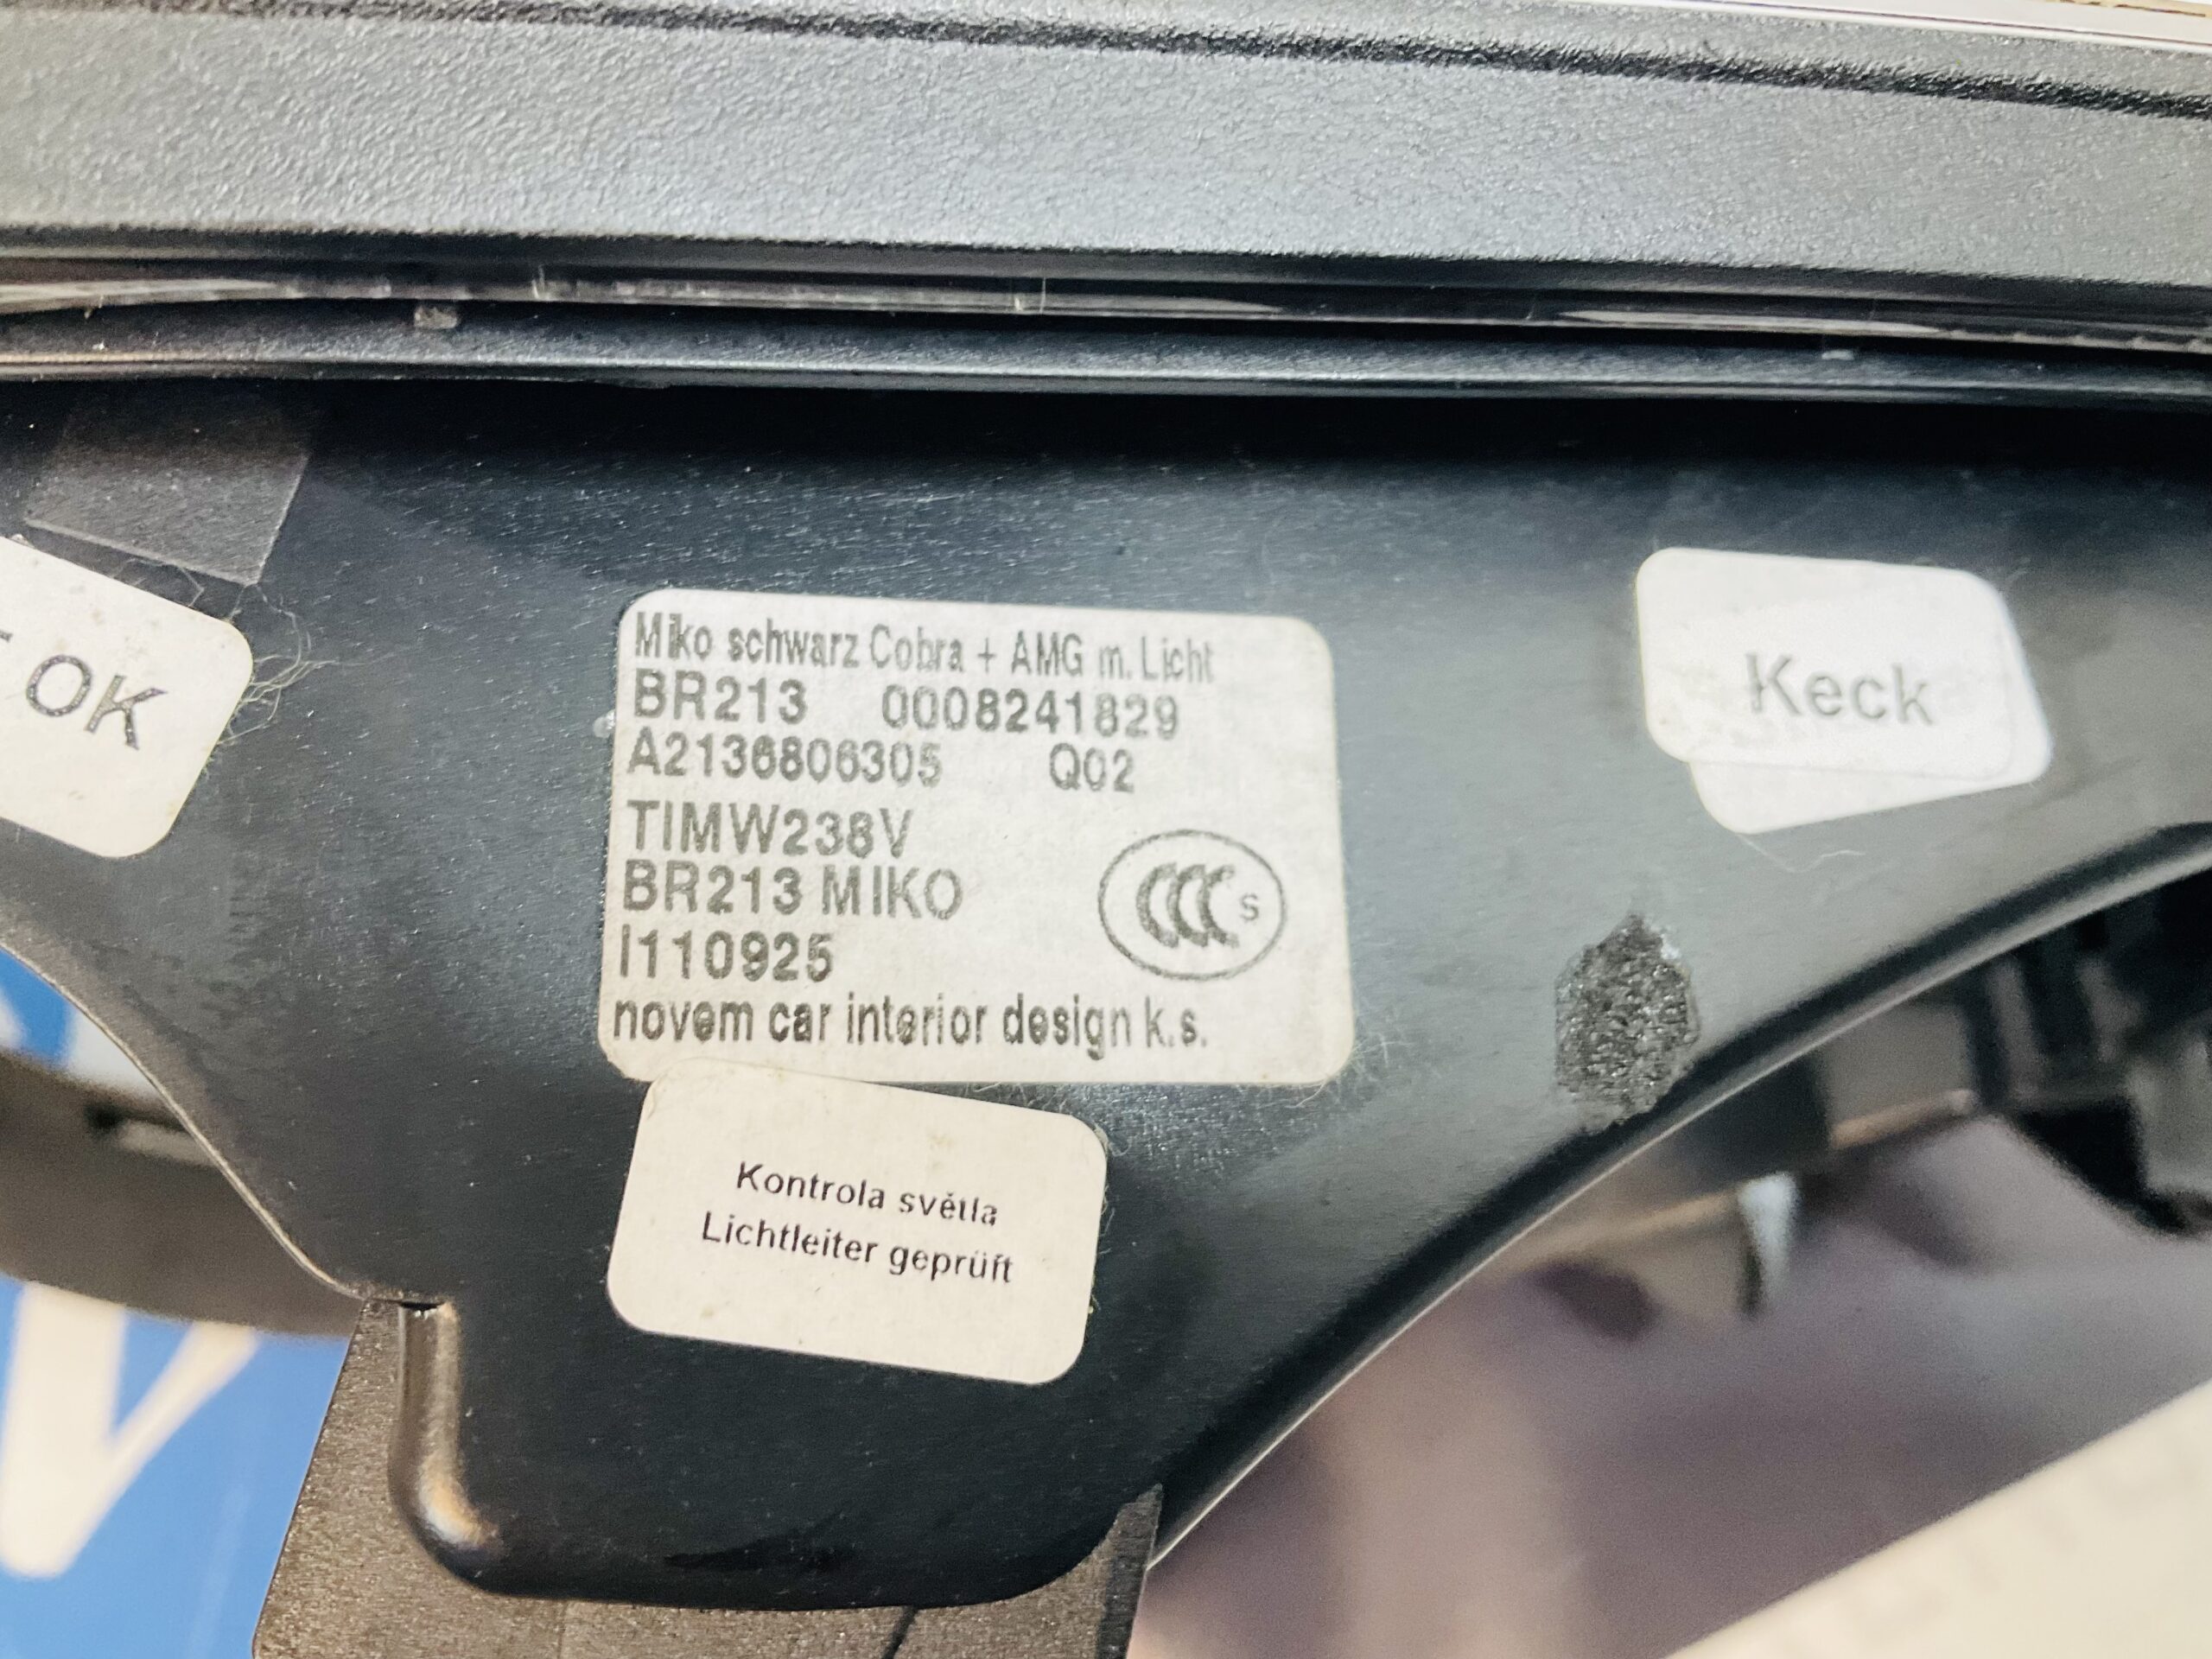 OK
Miko schwarz Cobra + AMG m. Licht
BR213 0008241829
A2136806305 Q02
TIMW238V
BR213 MIKO
I110925
CCC S
novem car interior design k.s.
Keck
Kontrola světla
Lichtleiter geprüft